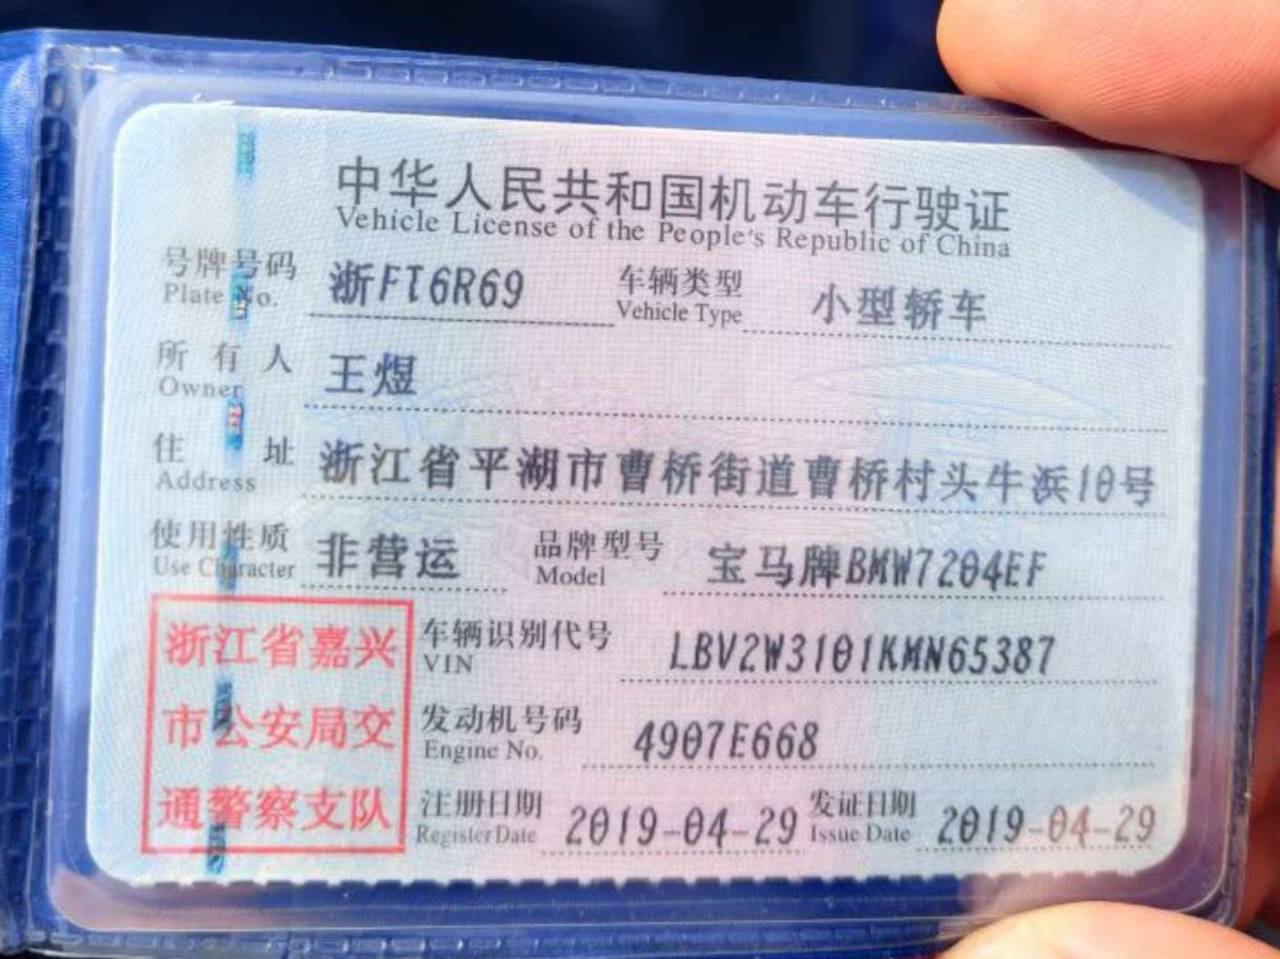 中华人民共和国机动车行驶证
Vehicle License of the People's Republic of China
号牌号码 浙FT6R69 车辆类型 小型轿车
Plate No. Vehicle Type
所有人 王煜
Owner
住址 浙江省平湖市曹桥街道曹桥村头牛浜10号
Address
使用性质 非营运 品牌型号 宝马牌BMW7204EF
Use Character Model
浙江省嘉兴
市公安局交
通警察支队
车辆识别代号 LBV2W3101KMN65387
VIN
发动机号码 4907E668
Engine No.
注册日期 2019-04-29 发证日期 2019-04-29
Register Date Issue Date